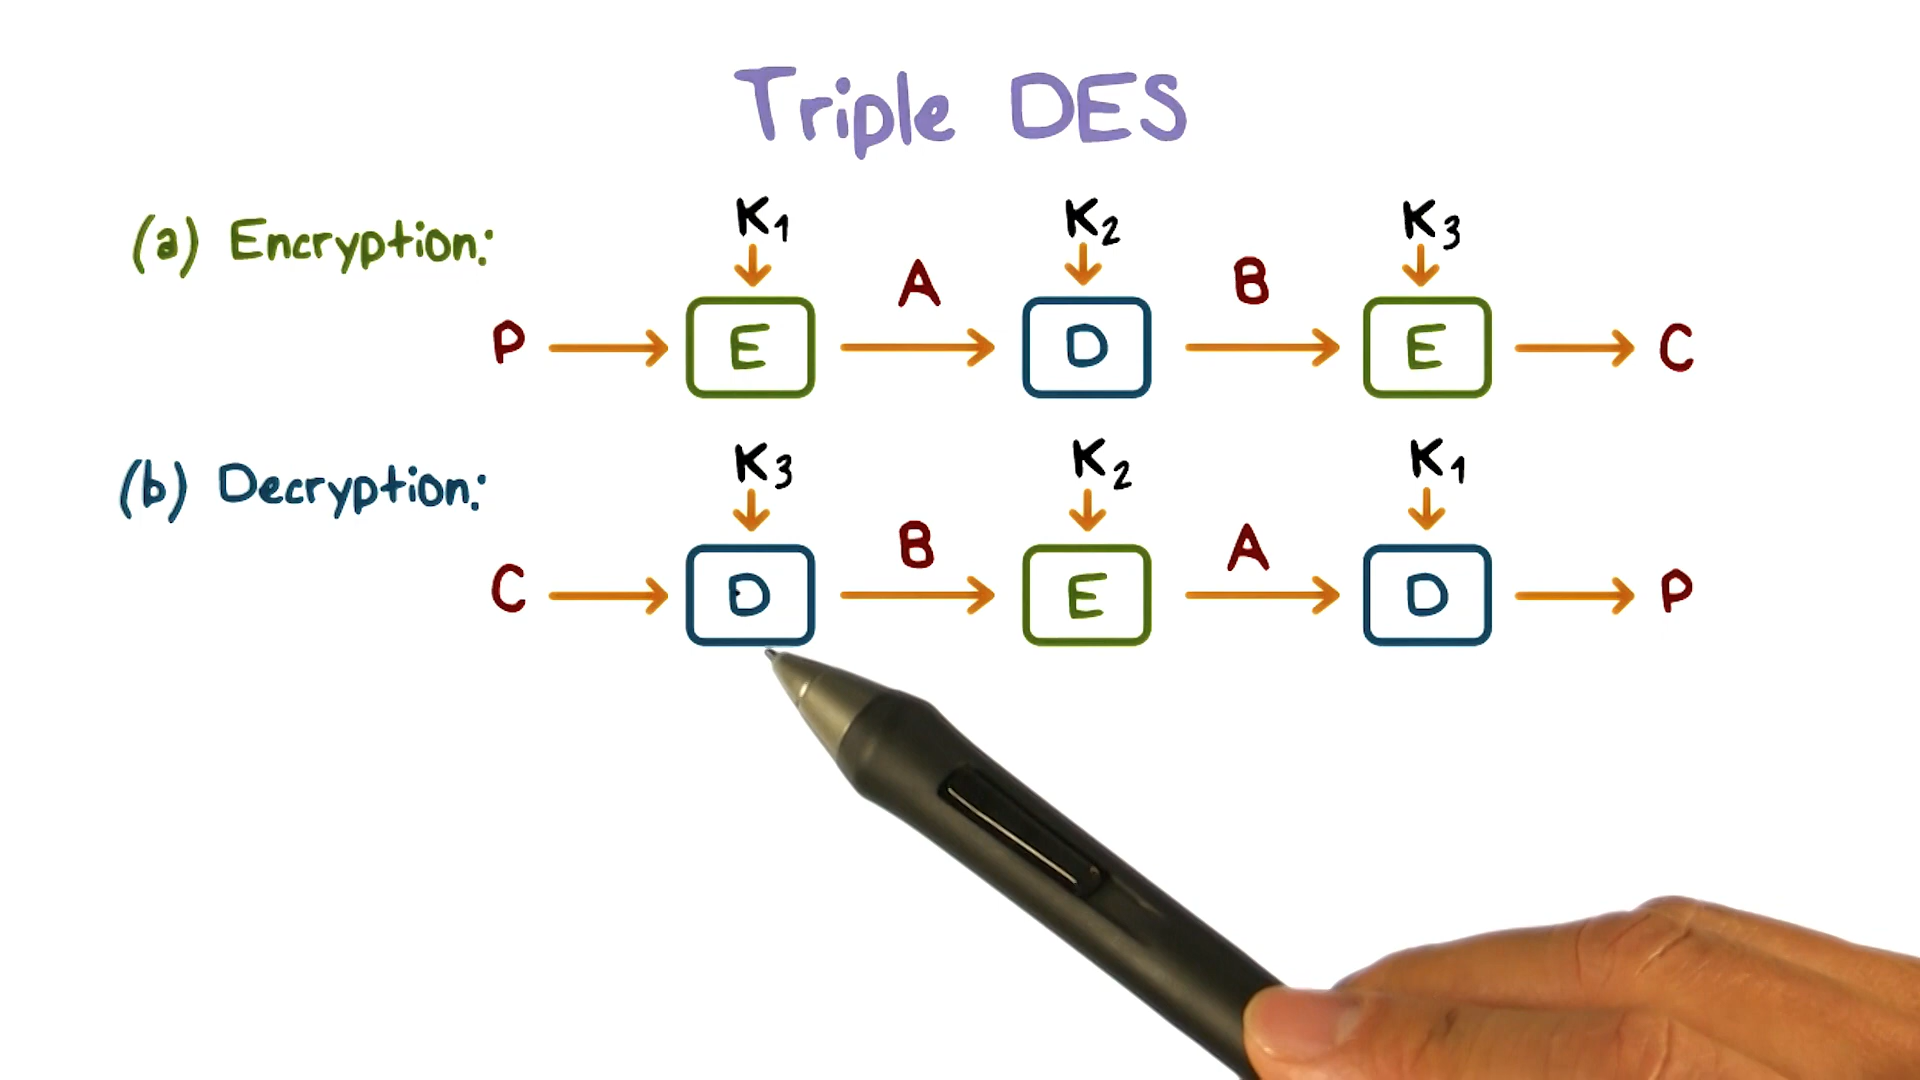 Triple DES
(a) Encryption:
K1 K2 K3
A B
P E D E C
(b) Decryption:
K3 K2 K1
B A
C D E D P